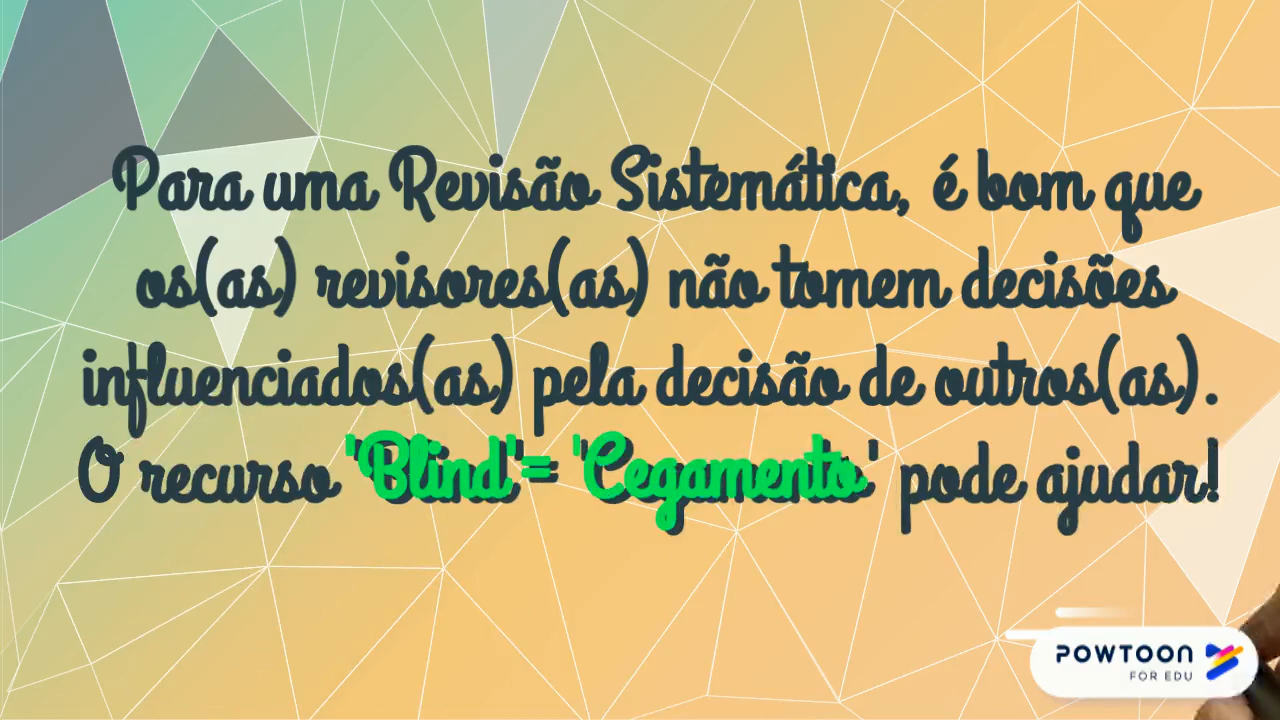 Para uma Revisão Sistemática, é bom que
os(as) revisores(as) não tomem decisões
influenciados(as) pela decisão de outros(as).
O recurso 'Blind'= 'Cegamento' pode ajudar!
POWTOON
FOR EDU